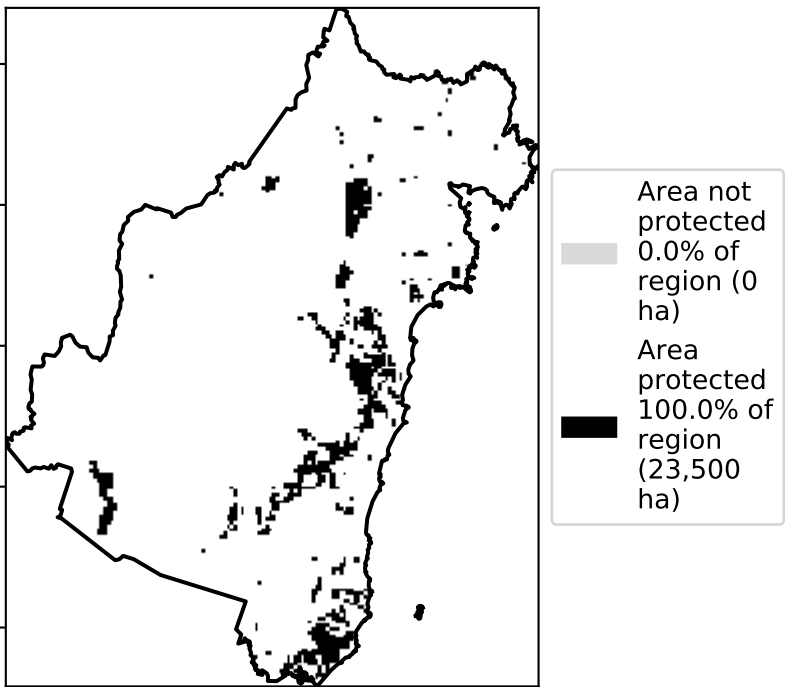 Area not
protected
0.0% of
region (0
ha)
Area
protected
100.0% of
region
(23,500
ha)